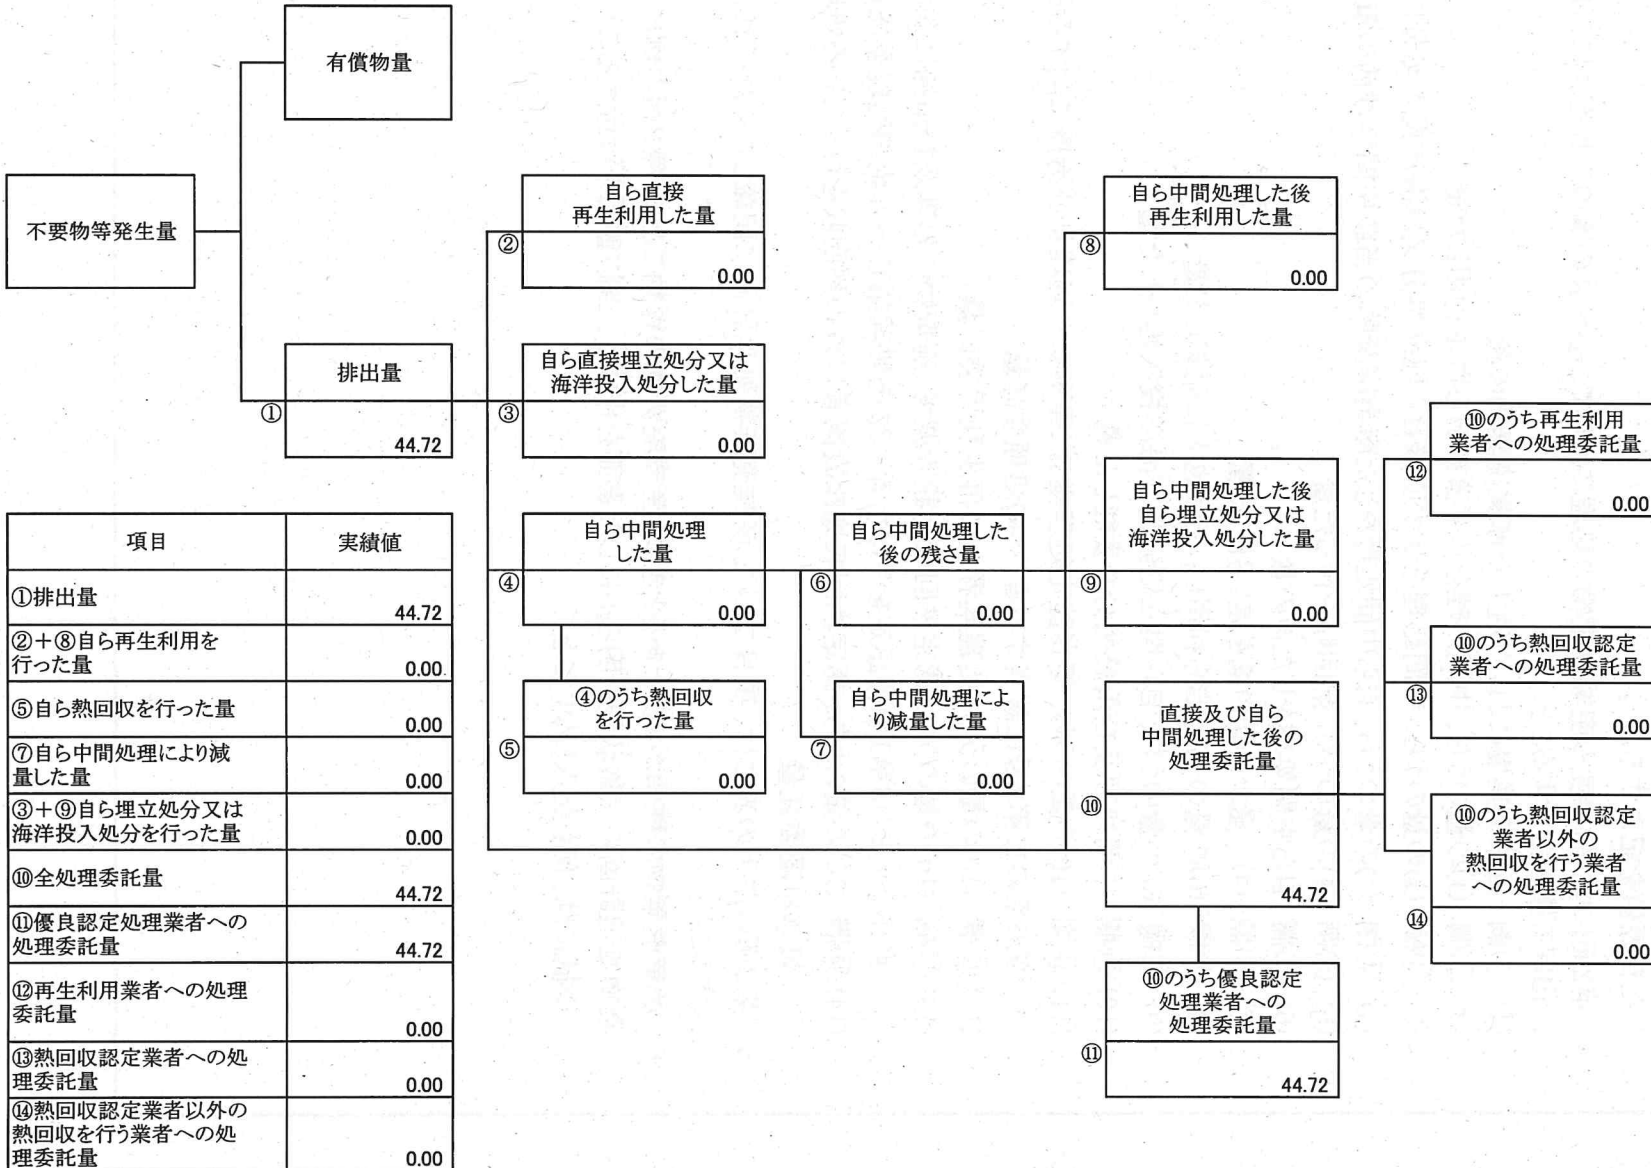 有償物量
不要物等発生量
排出量
①
44.72
自ら直接
再生利用した量
②
0.00
自ら直接埋立処分又は
海洋投入処分した量
③
0.00
自ら中間処理
した量
④
0.00
④のうち熱回収
を行った量
⑤
0.00
自ら中間処理した
後の残さ量
⑥
0.00
自ら中間処理によ
り減量した量
⑦
0.00
自ら中間処理した後
再生利用した量
⑧
0.00
自ら中間処理した後
自ら埋立処分又は
海洋投入処分した量
⑨
0.00
直接及び自ら
中間処理した後の
処理委託量
⑩
44.72
⑩のうち優良認定
処理業者への
処理委託量
⑪
44.72
⑩のうち再生利用
業者への処理委託量
⑫
0.00
⑩のうち熱回収認定
業者への処理委託量
⑬
0.00
⑩のうち熱回収認定
業者以外の
熱回収を行う業者
への処理委託量
⑭
0.00
項目 実績値
①排出量
44.72
②+⑧自ら再生利用を
行った量 0.00
⑤自ら熱回収を行った量
0.00
⑦自ら中間処理により減
量した量 0.00
③+⑨自ら埋立処分又は
海洋投入処分を行った量 0.00
⑩全処理委託量
44.72
⑪優良認定処理業者への
処理委託量 44.72
⑫再生利用業者への処理
委託量
0.00
⑬熱回収認定業者への処
理委託量 0.00
⑭熱回収認定業者以外の
熱回収を行う業者への処
理委託量 0.00